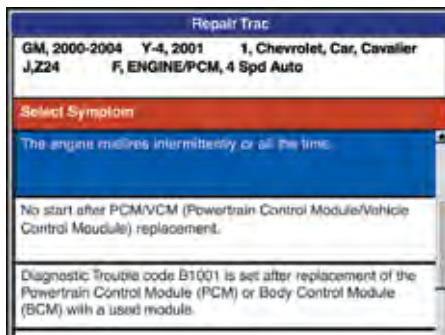 Repair Trac
GM, 2000-2004 Y-4, 2001 1, Chevrolet, Car, Cavalier
J,Z24 F, ENGINE/PCM, 4 Spd Auto
Select Symptom
The engine misfires intermittently or all the time.
No start after PCM/VCM (Powertrain Control Module/Vehicle
Control Moudule) replacement.
Diagnostic Trouble code B1001 is set after replacement of the
Powertrain Control Module (PCM) or Body Control Module
(BCM) with a used module.